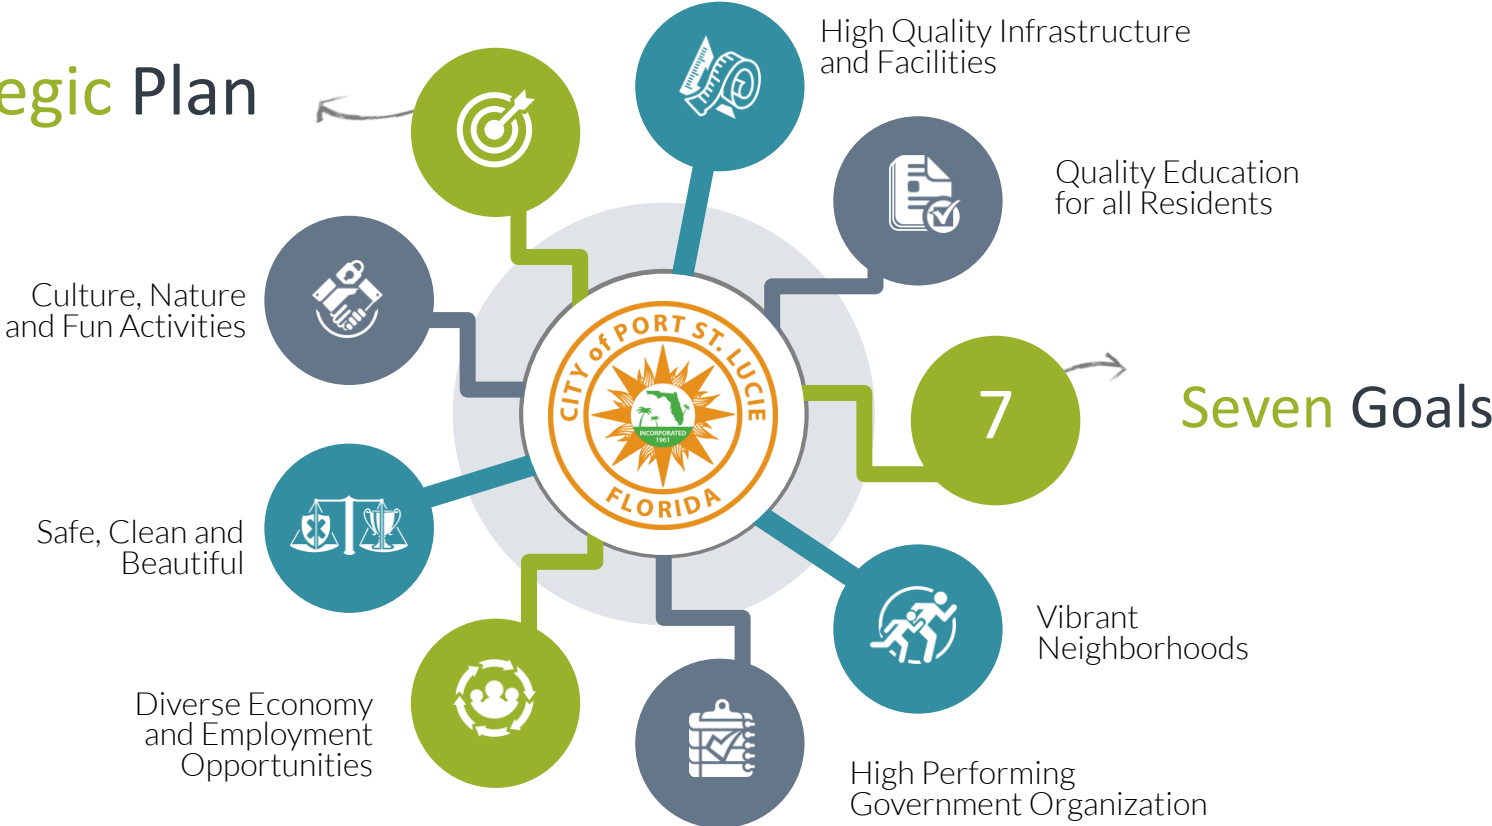 High Quality Infrastructure
and Facilities
egic Plan
Quality Education
for all Residents
Culture, Nature
and Fun Activities
CITY of PORT ST. LUCIE
INCORPORATED
1961
FLORIDA
7
Seven Goals
Safe, Clean and
Beautiful
Vibrant
Neighborhoods
Diverse Economy
and Employment
Opportunities
High Performing
Government Organization